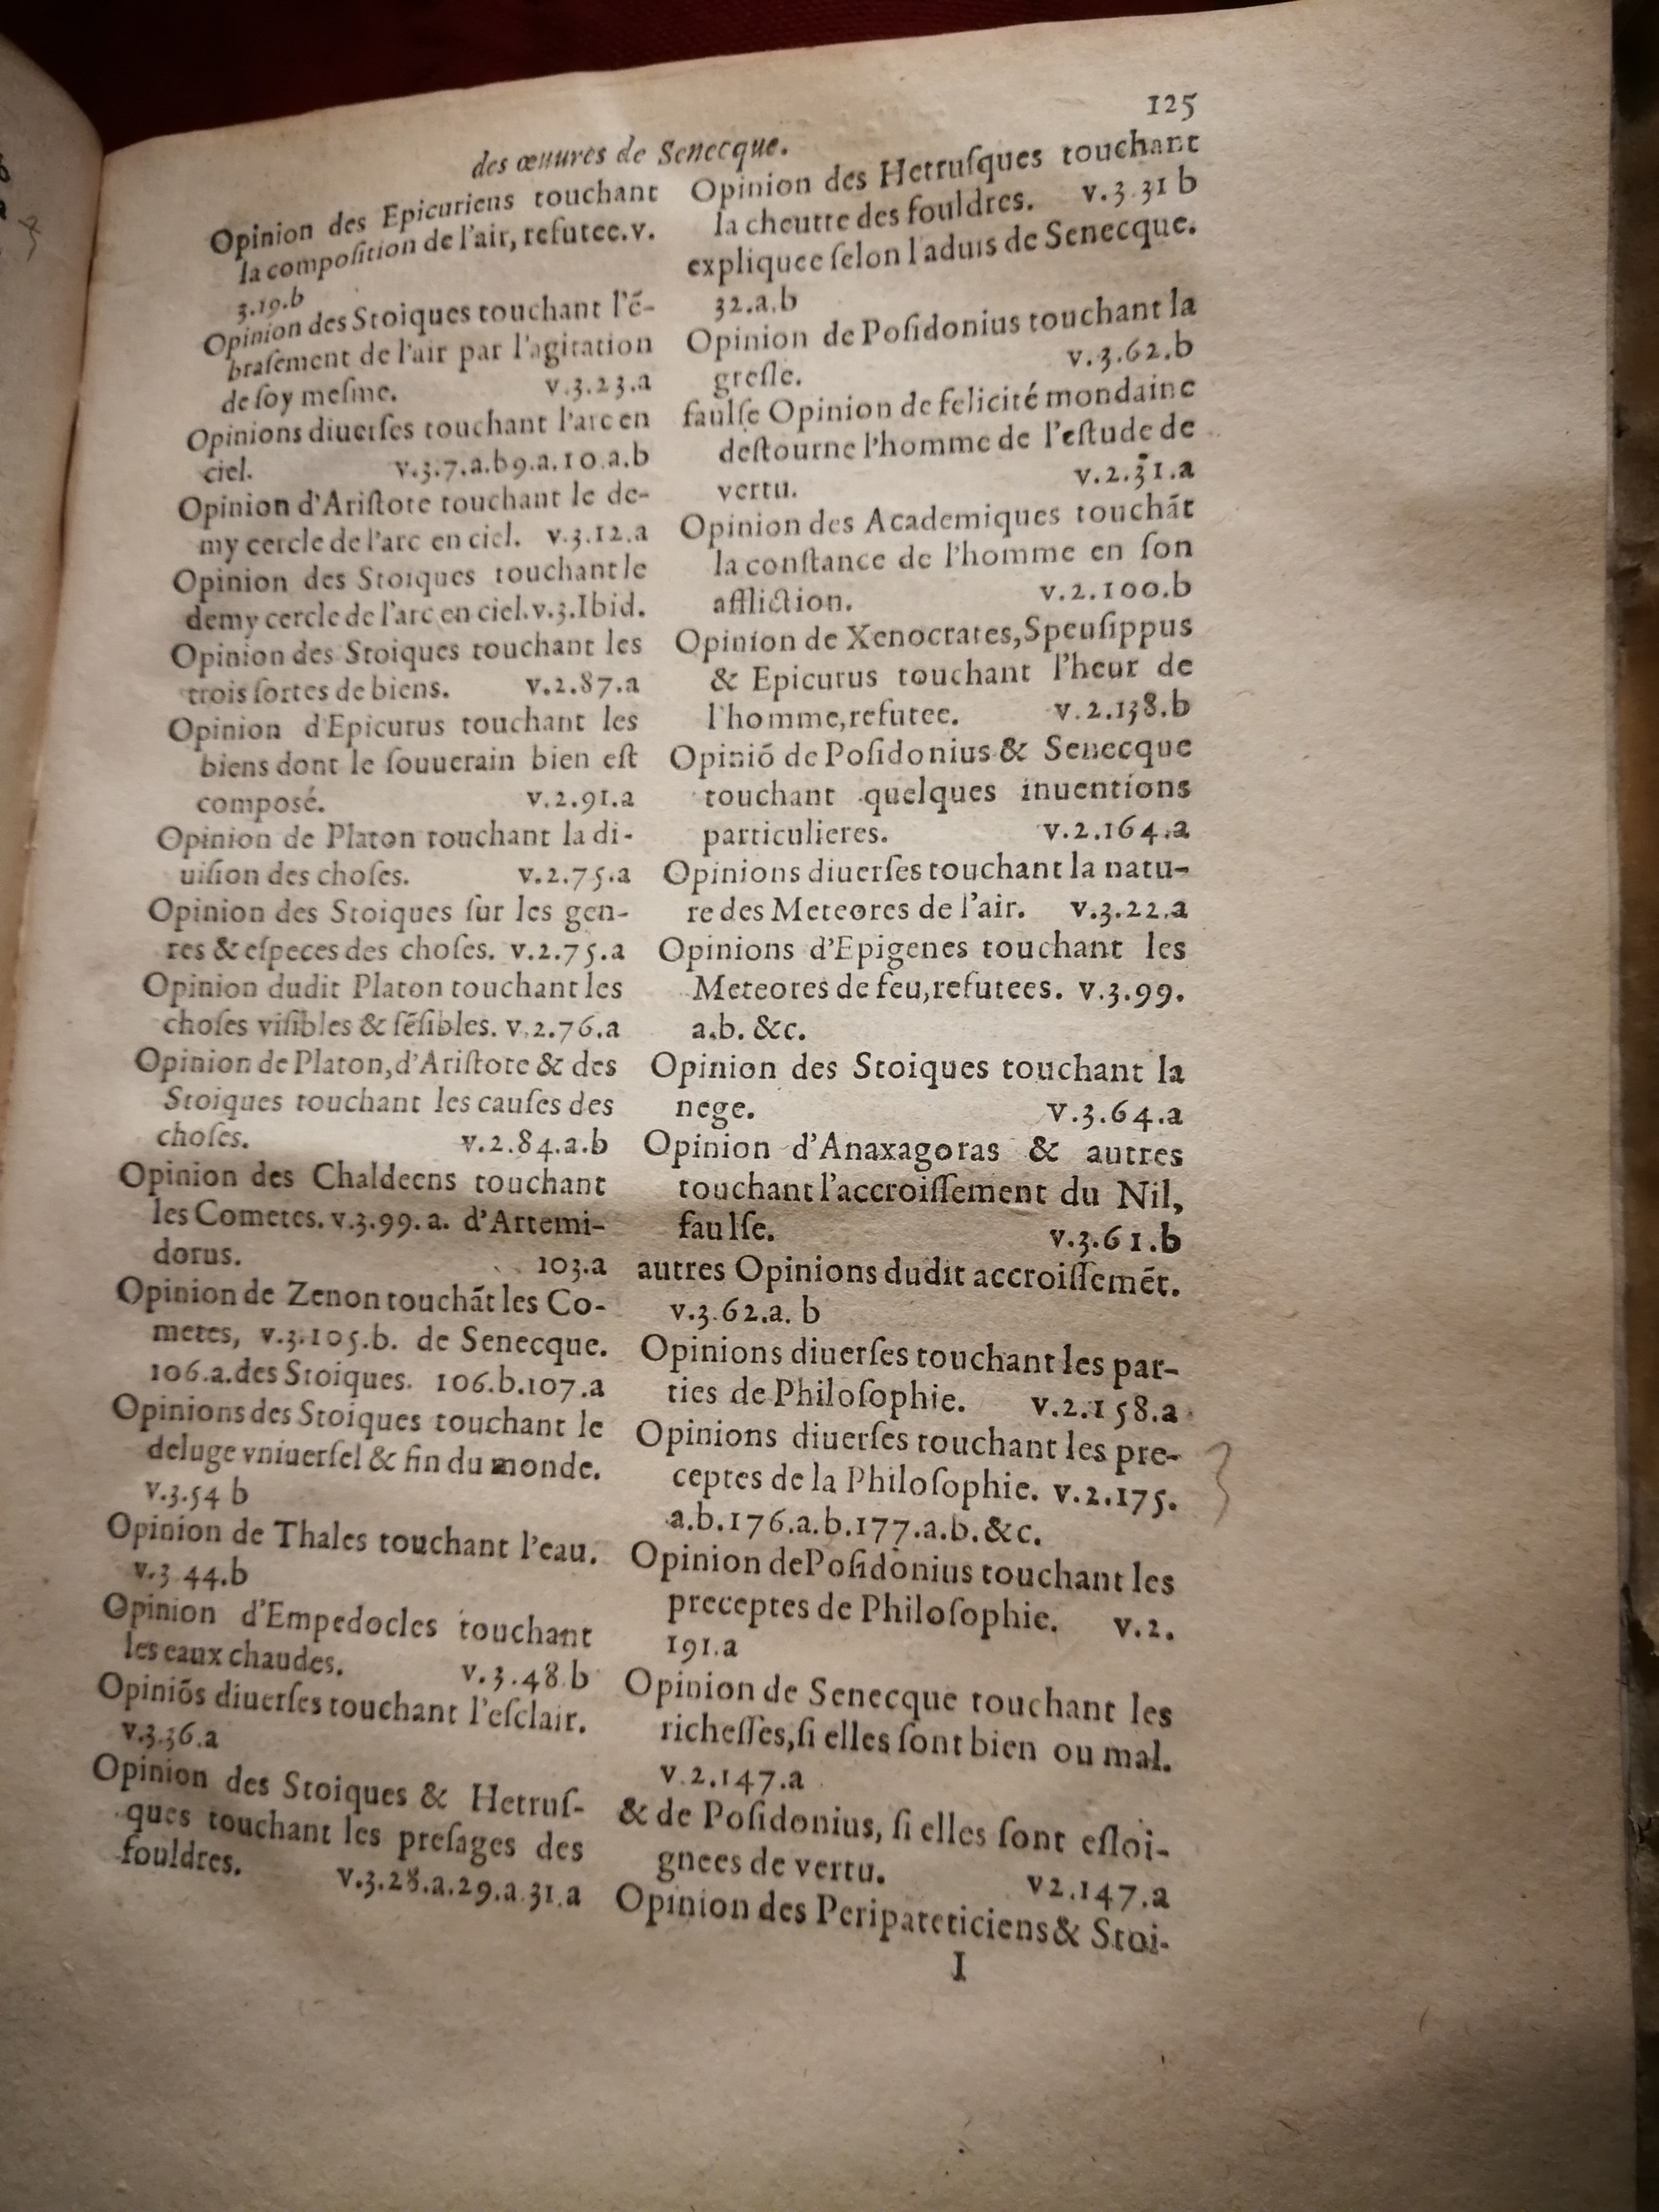 125
des œuures de Senecque.
Opinion des Epicuriens touchant
la compoſition de l'air, refutee. v.
3.19.b
Opinion des Stoiques touchant l'ē-
braſement de l'air par l'agitation
de ſoy meſme. v.3.23.a
Opinions diuerſes touchant l'arc en
ciel. v.3.7.a.b 9.a.10.a.b
Opinion d'Ariſtote touchant le de-
my cercle de l'arc en ciel. v.3.12.a
Opinion des Stoiques touchant le
demy cercle de l'arc en ciel. v.3.Ibid.
Opinion des Stoiques touchant les
trois ſortes de biens. v.2.87.a
Opinion d'Epicurus touchant les
biens dont le ſouuerain bien eſt
composé. v.2.91.a
Opinion de Platon touchant la di-
uiſion des choſes. v.2.75.a
Opinion des Stoiques ſur les gen-
res & eſpeces des choſes. v.2.75.a
Opinion dudit Platon touchant les
choſes viſibles & ſēſibles. v.2.76.a
Opinion de Platon, d'Ariſtote & des
Stoiques touchant les cauſes des
choſes. v.2.84.a.b
Opinion des Chaldeens touchant
les Cometes. v.3.99.a. d'Artemi-
dorus. 103.a
Opinion de Zenon touchāt les Co-
metes, v.3.105.b. de Senecque.
106.a. des Stoiques. 106.b.107.a
Opinions des Stoiques touchant le
deluge vniuerſel & fin du monde.
v.3.54 b
Opinion de Thales touchant l'eau.
v.3 44.b
Opinion d'Empedocles touchant
les eaux chaudes. v.3.48.b
Opiniōs diuerſes touchant l'eſclair.
v.3.36.a
Opinion des Stoiques & Hetruſ-
ques touchant les preſages des
fouldres. v.3.28.a.29.a.31.a
Opinion des Hetruſques touchant
la cheutte des fouldres. v.3.31 b
expliquee ſelon l aduis de Senecque.
32.a.b
Opinion de Poſidonius touchant la
greſle. v.3.62.b
faulſe Opinion de felicité mondaine
deſtourne l'homme de l'eſtude de
vertu. v.2.31.a
Opinion des Academiques touchāt
la conſtance de l'homme en ſon
affliction. v.2.100.b
Opinion de Xenocrates, Speuſippus
& Epicurus touchant l'heur de
l'homme, refutee. v.2.138.b
Opiniō de Poſidonius & Senecque
touchant quelques inuentions
particulieres. v.2.164.a
Opinions diuerſes touchant la natu-
re des Meteores de l'air. v.3.22.a
Opinions d'Epigenes touchant les
Meteores de feu, refutees. v.3.99.
a.b. &c.
Opinion des Stoiques touchant la
nege. v.3.64.a
Opinion d'Anaxagoras & autres
touchant l'accroiſſement du Nil,
faulſe. v.3.61.b
autres Opinions dudit accroiſſemēt.
v.3.62.a. b
Opinions diuerſes touchant les par-
ties de Philoſophie. v.2.158.a
Opinions diuerſes touchant les pre-
ceptes de la Philoſophie. v.2.175.
a.b.176.a.b.177.a.b.&c.
Opinion de Poſidonius touchant les
preceptes de Philoſophie. v.2.
191.a
Opinion de Senecque touchant les
richeſſes, ſi elles ſont bien ou mal.
v.2.147.a
& de Poſidonius, ſi elles ſont eſloi-
gnees de vertu. v2.147.a
Opinion des Peripateticiens & Stoi-
I